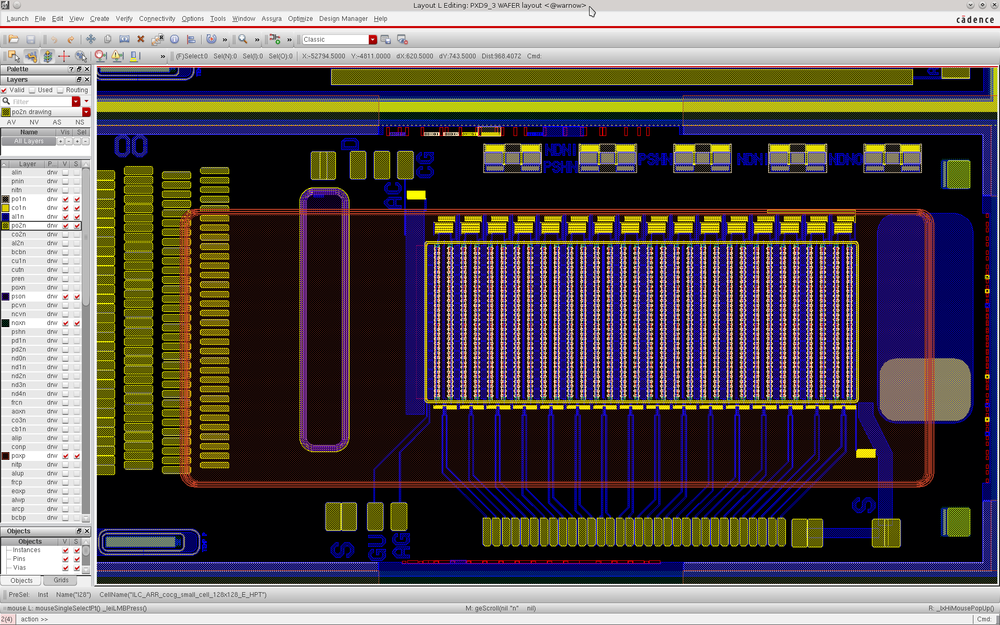 Layout L Editing: PXD9_3 WAFER layout <@warnow>
Launch File Edit View Create Verify Connectivity Options Tools Window Assura Optimize Design Manager Help
cādence
Classic
(F)Select:0 Sel(N):0 Sel(I):0 Sel(O):0 X:-52794.5000 Y:-4811.0000 dX:620.5000 dY:743.5000 Dist:968.4072 Cmd:
Palette
Layers
Valid Used Routing
Filter
po2n drawing
AV NV AS NS
Name Vis Sel
All Layers + - + -
Layer P... V S
alin drw
pnin drw
nitn drw
po1n drw
co1n drw
al1n drw
po2n drw
co2n drw
al2n drw
bcbn drw
cu1n drw
cutn drw
pren drw
poxn drw
pson drw
pcvn drw
ncvn drw
noxn drw
pshn drw
pd1n drw
pd2n drw
nd0n drw
nd1n drw
nd2n drw
nd3n drw
nd4n drw
frcn drw
aoxn drw
co3n drw
cb1n drw
alip drw
conp drw
poxp drw
nitp drw
alup drw
frcp drw
eoxp drw
alwp drw
arcp drw
bcbp drw
Objects
Objects V S
Instances
Pins
Vias
Objects Grids
00
D
CG
AC
NDNI
PSHN
PSHN
NDNI
NDNO
S
S
GU
AG
PreSel: Inst Name("I28") CellName("ILC_ARR_cocg_small_cell_128x128_E_HPT")
mouse L: mouseSingleSelectPt() _leiLMBPress() M: geScroll(nil "n" nil) R: _lxHiMousePopUp()
2(4) action >> Cmd: